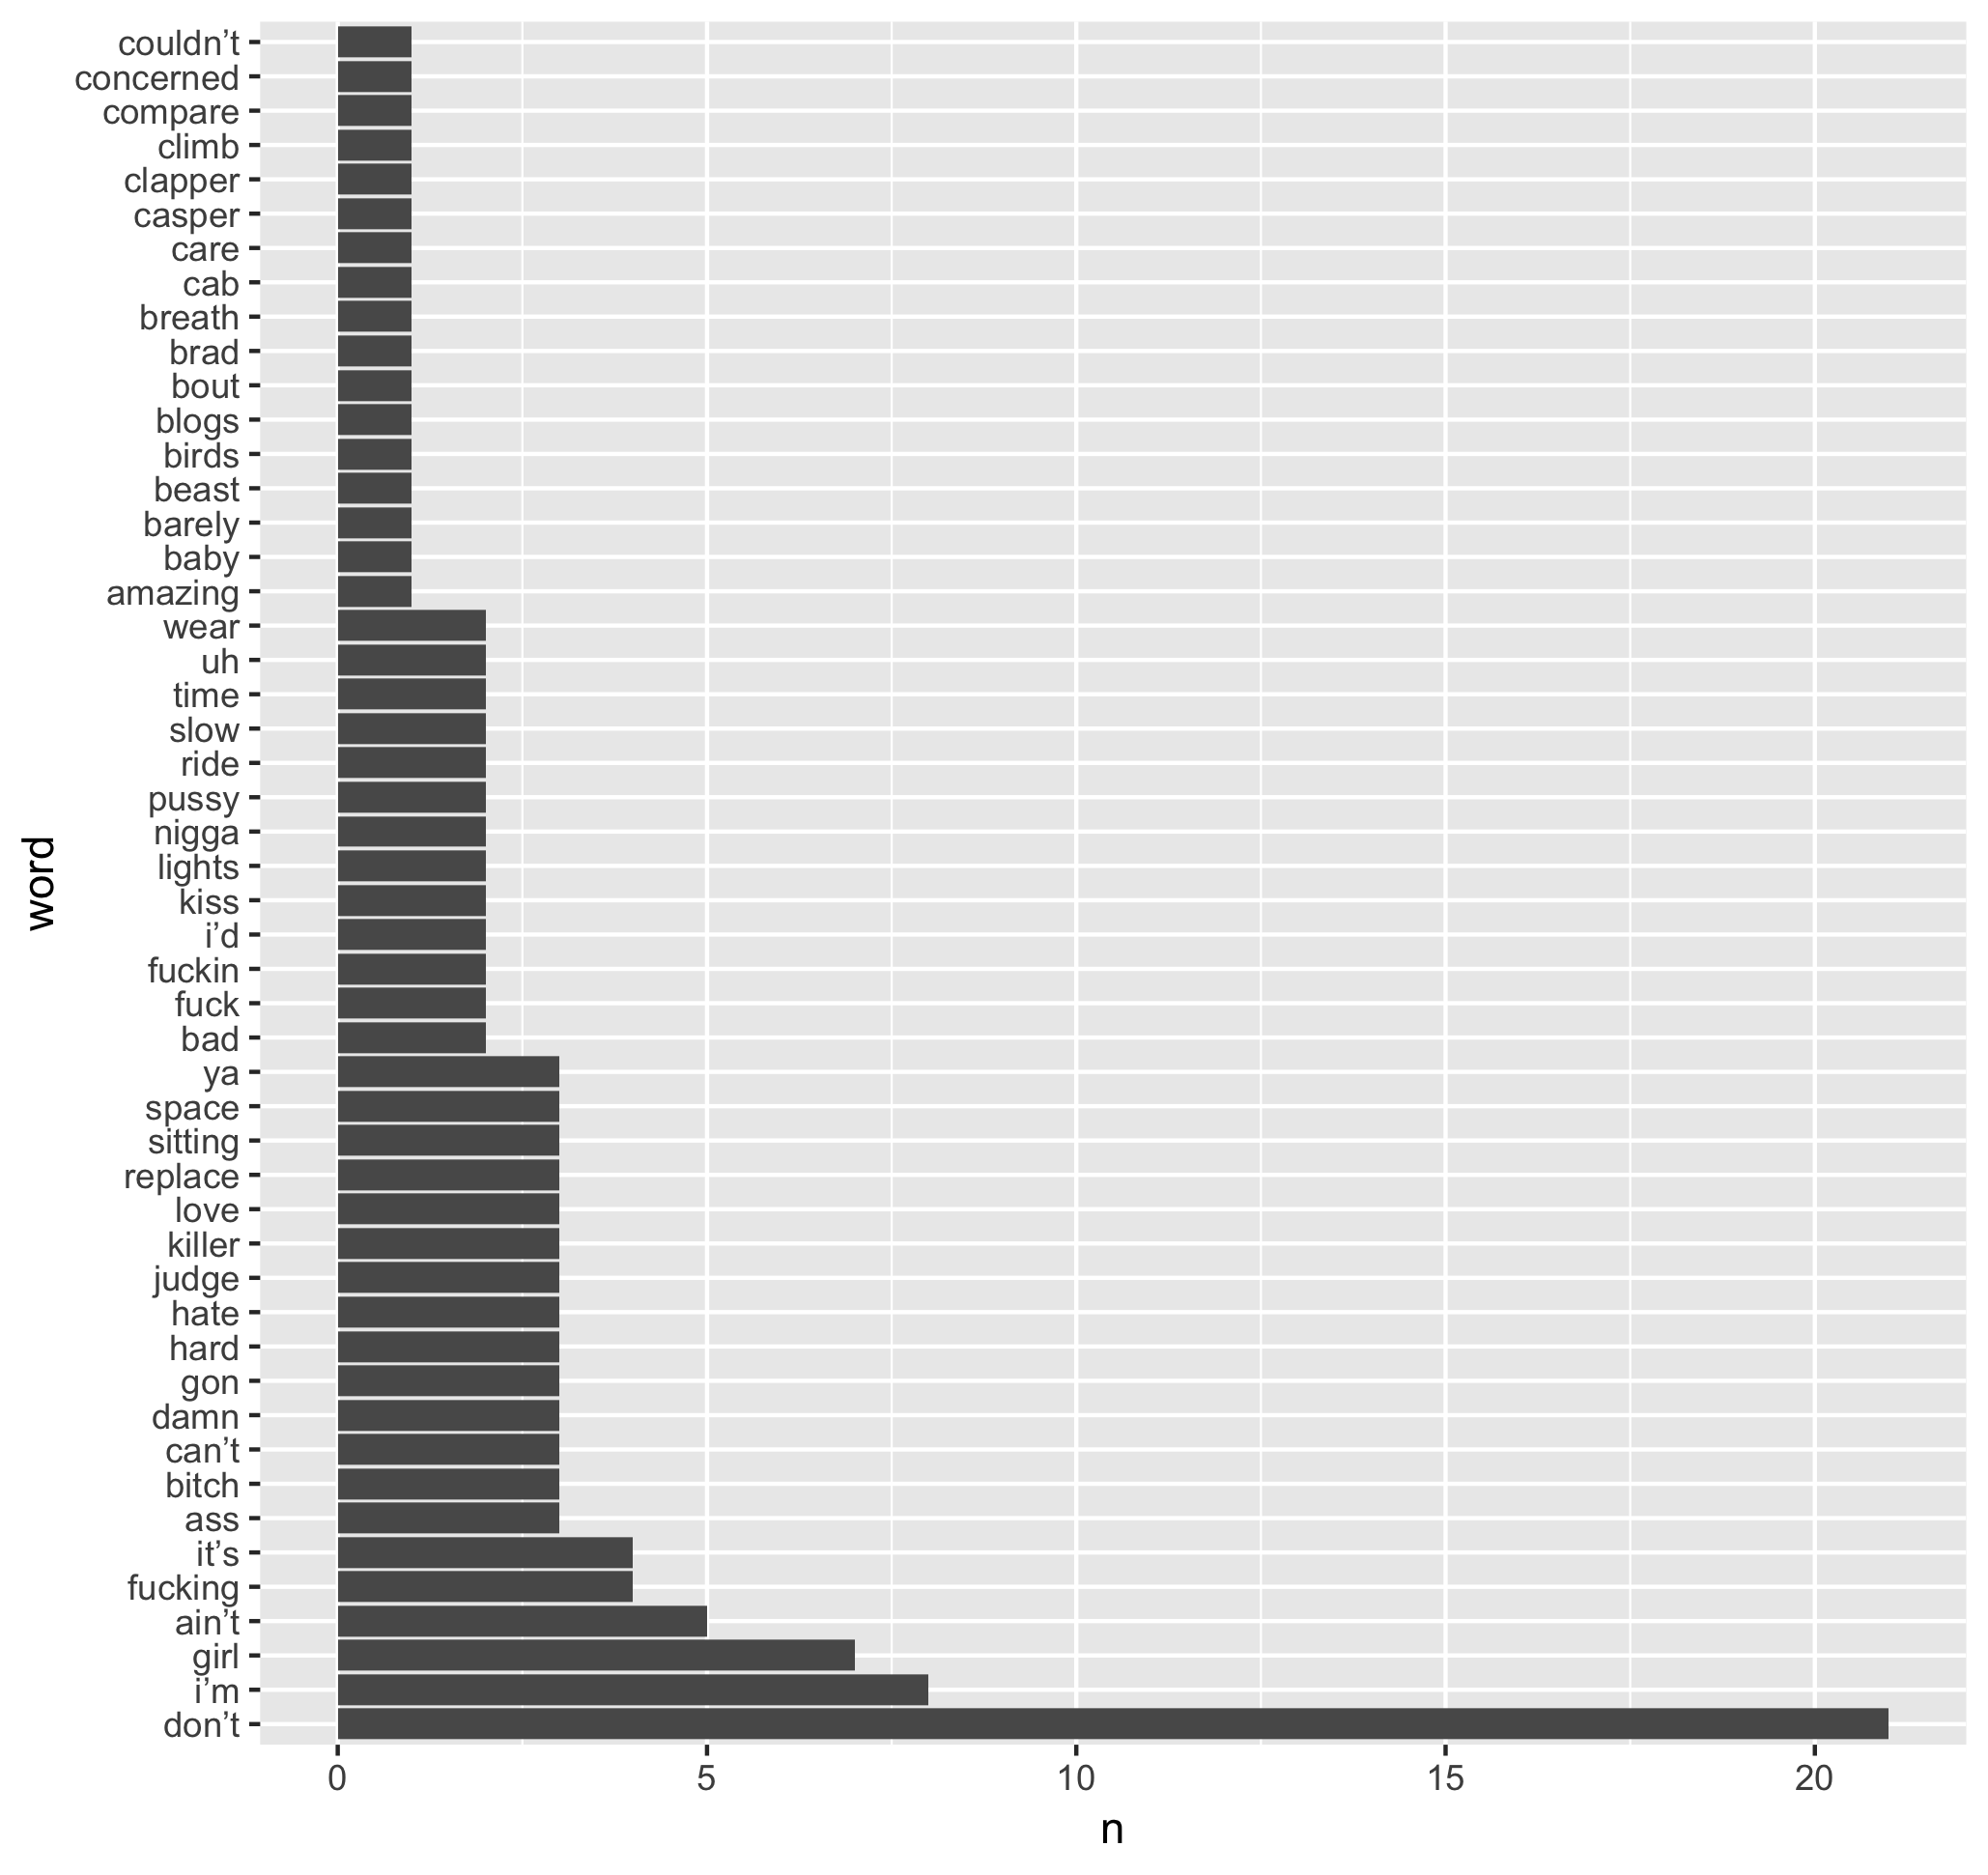 couldn’t
concerned
compare
climb
clapper
casper
care
cab
breath
brad
bout
blogs
birds
beast
barely
baby
amazing
wear
uh
time
slow
ride
pussy
nigga
lights
kiss
i’d
fuckin
fuck
bad
ya
space
sitting
replace
love
killer
judge
hate
hard
gon
damn
can’t
bitch
ass
it’s
fucking
ain’t
girl
i’m
don’t
word
0 5 10 15 20
n